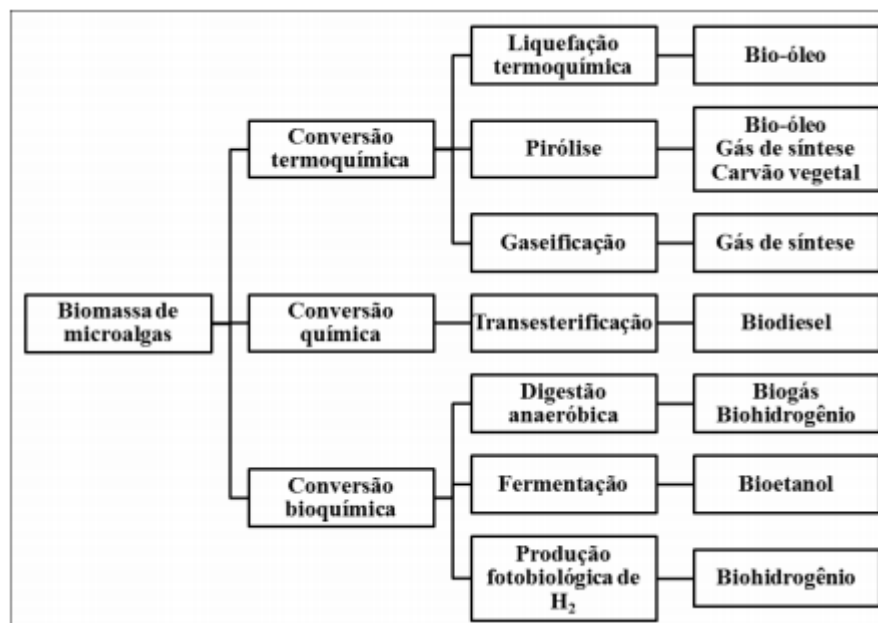 Biomassa de
microalgas
Conversão
termoquímica
Liquefação
termoquímica
Bio-óleo
Pirólise
Bio-óleo
Gás de síntese
Carvão vegetal
Gaseificação
Gás de síntese
Conversão
química
Transesterificação
Biodiesel
Conversão
bioquímica
Digestão
anaeróbica
Biogás
Biohidrogênio
Fermentação
Bioetanol
Produção
fotobiológica de
H₂
Biohidrogênio